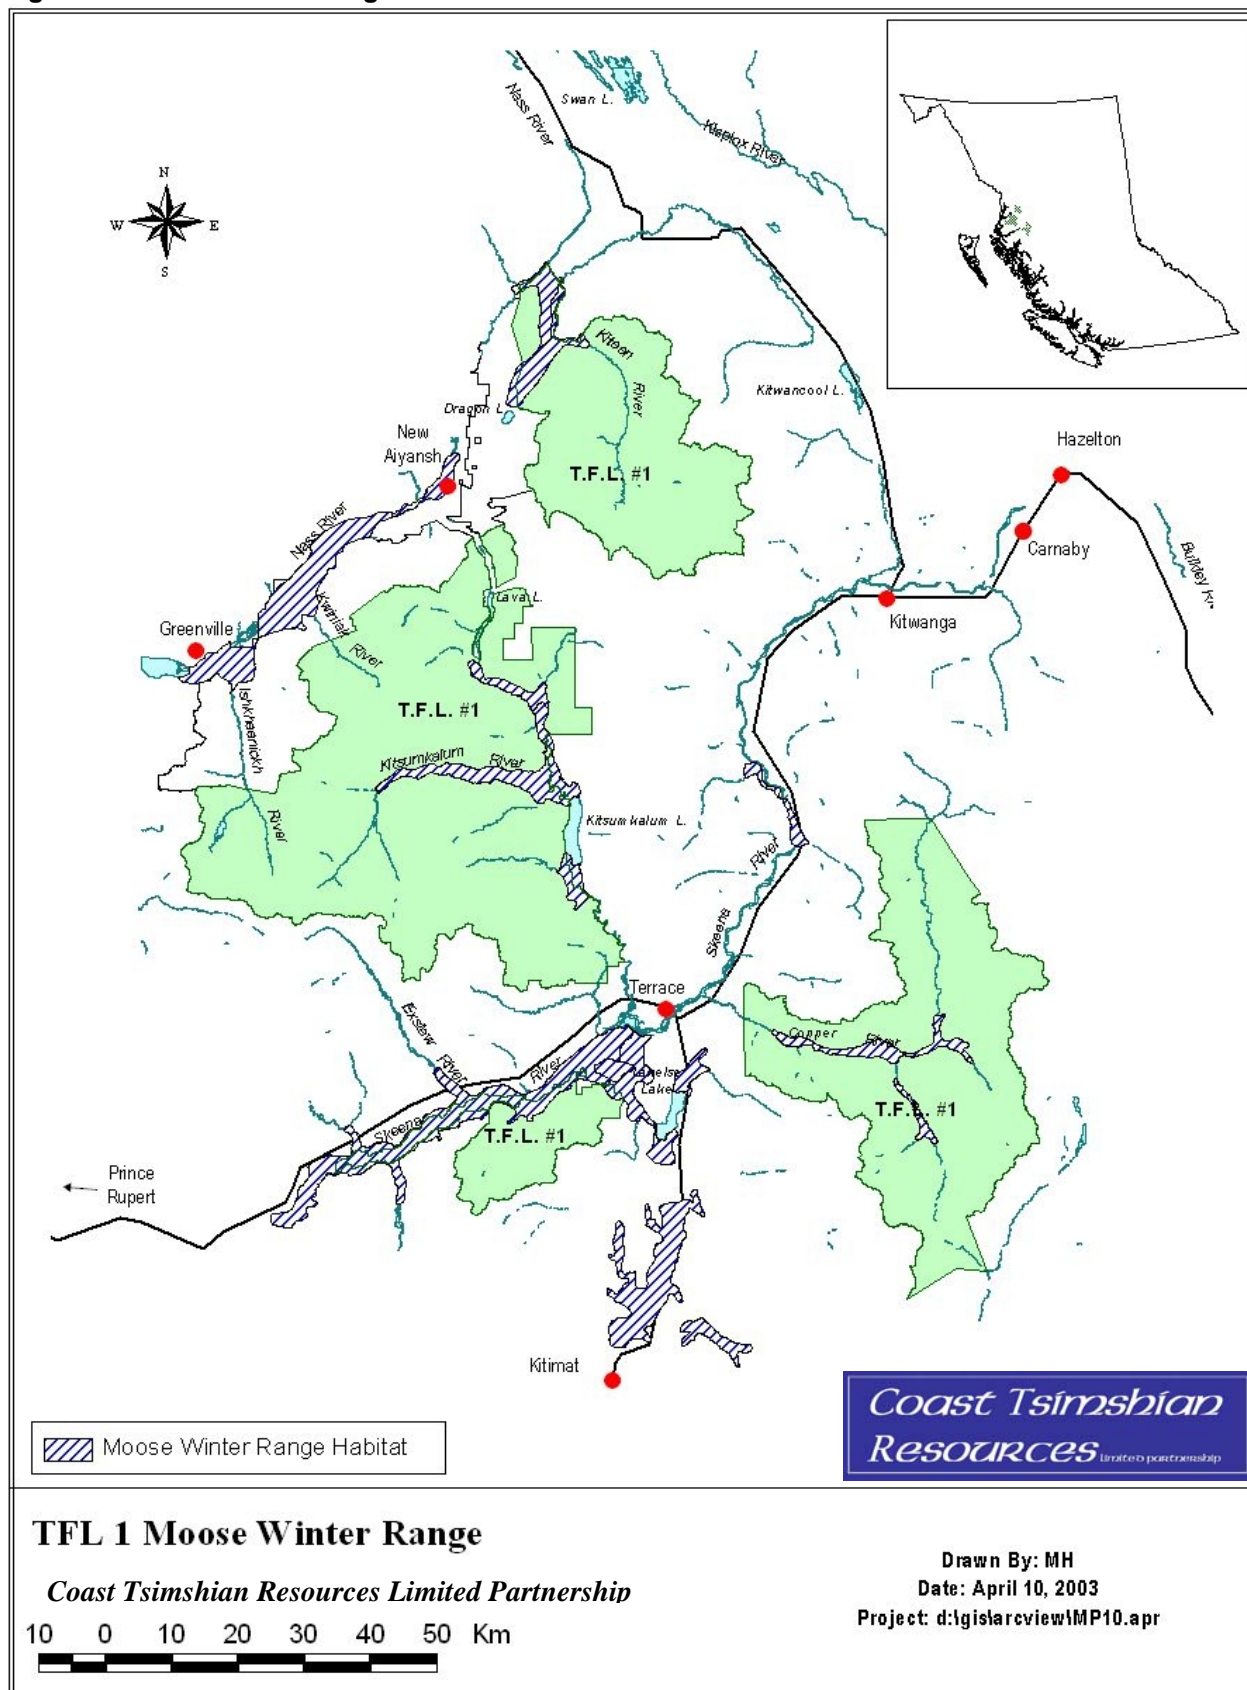 Nass River
Swan L.
Kispiox River
N
W
E
S
Kiteen
River
Dragon L.
Kitwancool L.
New
Aiyansh
T.F.L. #1
Hazelton
Carnaby
Bulkley Rv
Nass River
Lava L.
Kwiniak
River
Greenville
Kitwanga
Ishkheenickh
River
T.F.L. #1
Kitsumkalum River
Kitsumkalum L.
Skeena River
Terrace
Exstew
River
Copper River
Skeena River
Lakelse
Lake
T.F.L. #1
T.F.L. #1
Prince
Rupert
Kitimat
Moose Winter Range Habitat
Coast Tsimshian
Resources limited partnership
TFL 1 Moose Winter Range
Coast Tsimshian Resources Limited Partnership
10 0 10 20 30 40 50 Km
Drawn By: MH
Date: April 10, 2003
Project: d:\gis\arcview\MP10.apr